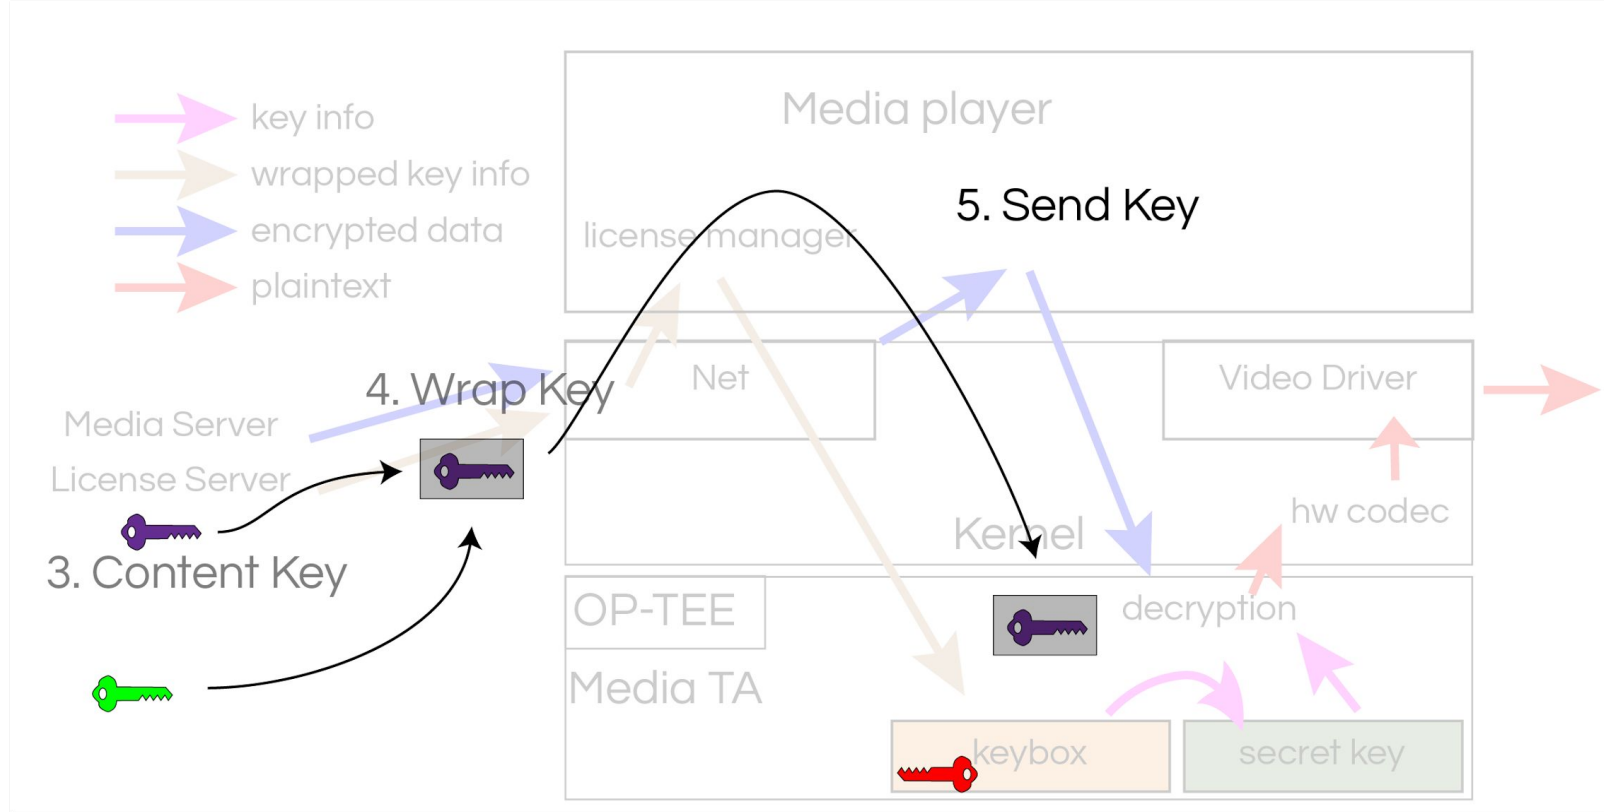 key info
wrapped key info
encrypted data
plaintext
Media player
5. Send Key
license manager
4. Wrap Key
Net
Video Driver
Media Server
License Server
3. Content Key
Kernel
hw codec
OP-TEE
decryption
Media TA
keybox
secret key